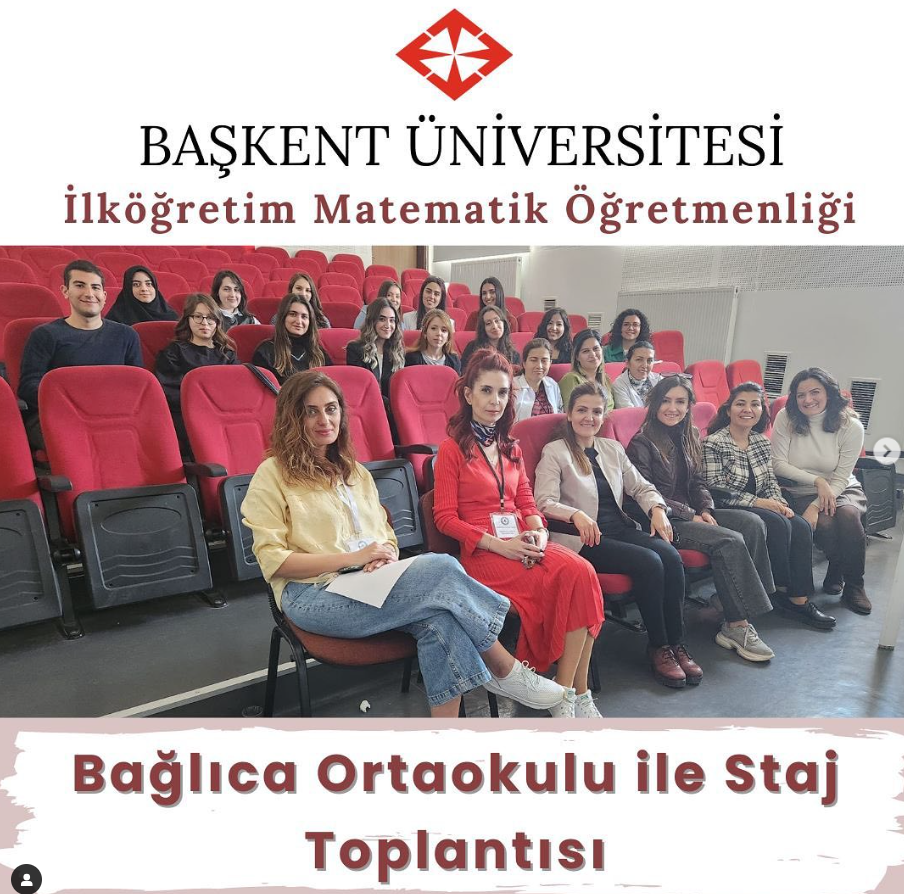 BAŞKENT ÜNİVERSİTESİ
İlköğretim Matematik Öğretmenliği
Bağlıca Ortaokulu ile Staj
Toplantısı